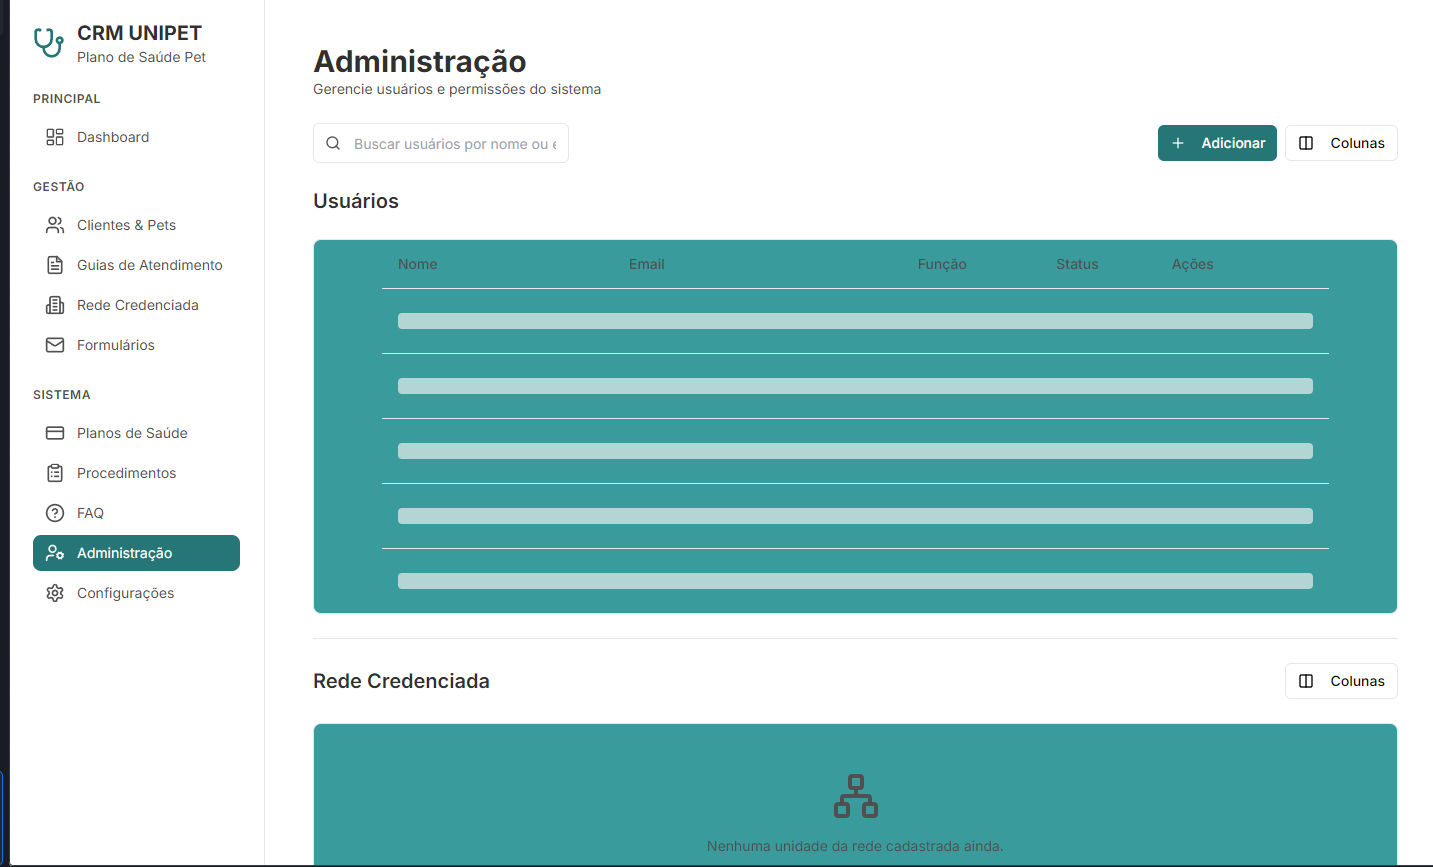 CRM UNIPET
Plano de Saúde Pet
PRINCIPAL
Dashboard
GESTÃO
Clientes & Pets
Guias de Atendimento
Rede Credenciada
Formulários
SISTEMA
Planos de Saúde
Procedimentos
FAQ
Administração
Configurações
Administração
Gerencie usuários e permissões do sistema
Buscar usuários por nome ou
Adicionar
Colunas
Usuários
Nome Email Função Status Ações
Rede Credenciada
Colunas
Nenhuma unidade da rede cadastrada ainda.